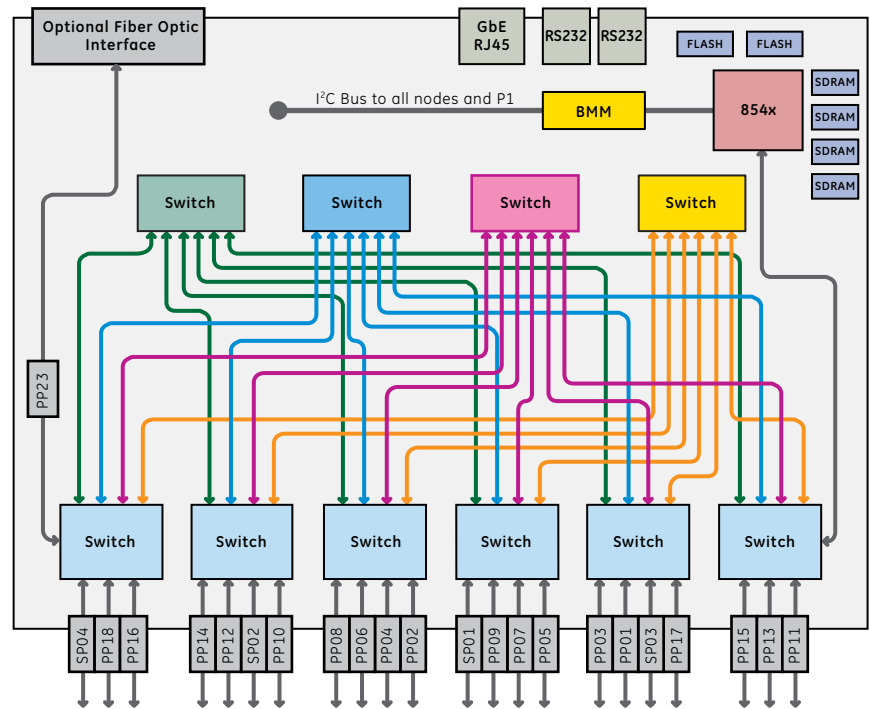 Optional Fiber Optic
Interface
GbE
RJ45
RS232
RS232
FLASH
FLASH
SDRAM
SDRAM
SDRAM
SDRAM
I²C Bus to all nodes and P1
BMM
854x
Switch
Switch
Switch
Switch
PP23
Switch
Switch
Switch
Switch
Switch
Switch
SP04
PP18
PP16
PP14
PP12
SP02
PP10
PP08
PP06
PP04
PP02
SP01
PP09
PP07
PP05
PP03
PP01
SP03
PP17
PP15
PP13
PP11